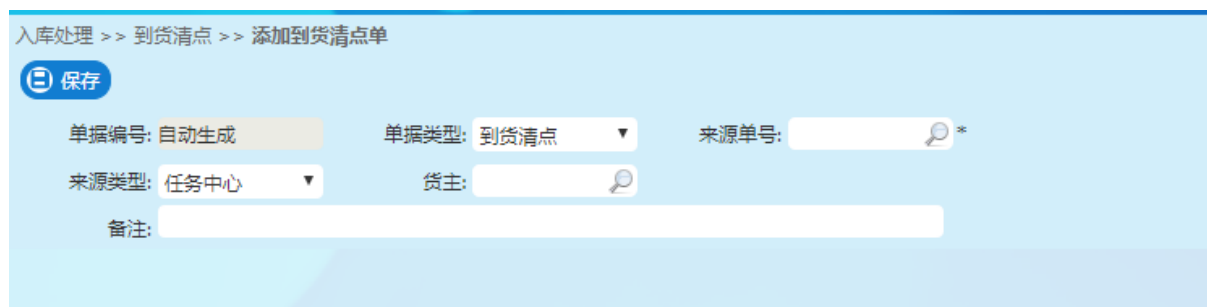 入库处理 >> 到货清点 >> 添加到货清点单
保存
单据编号: 自动生成 单据类型: 到货清点 来源单号: *
来源类型: 任务中心 货主:
备注: